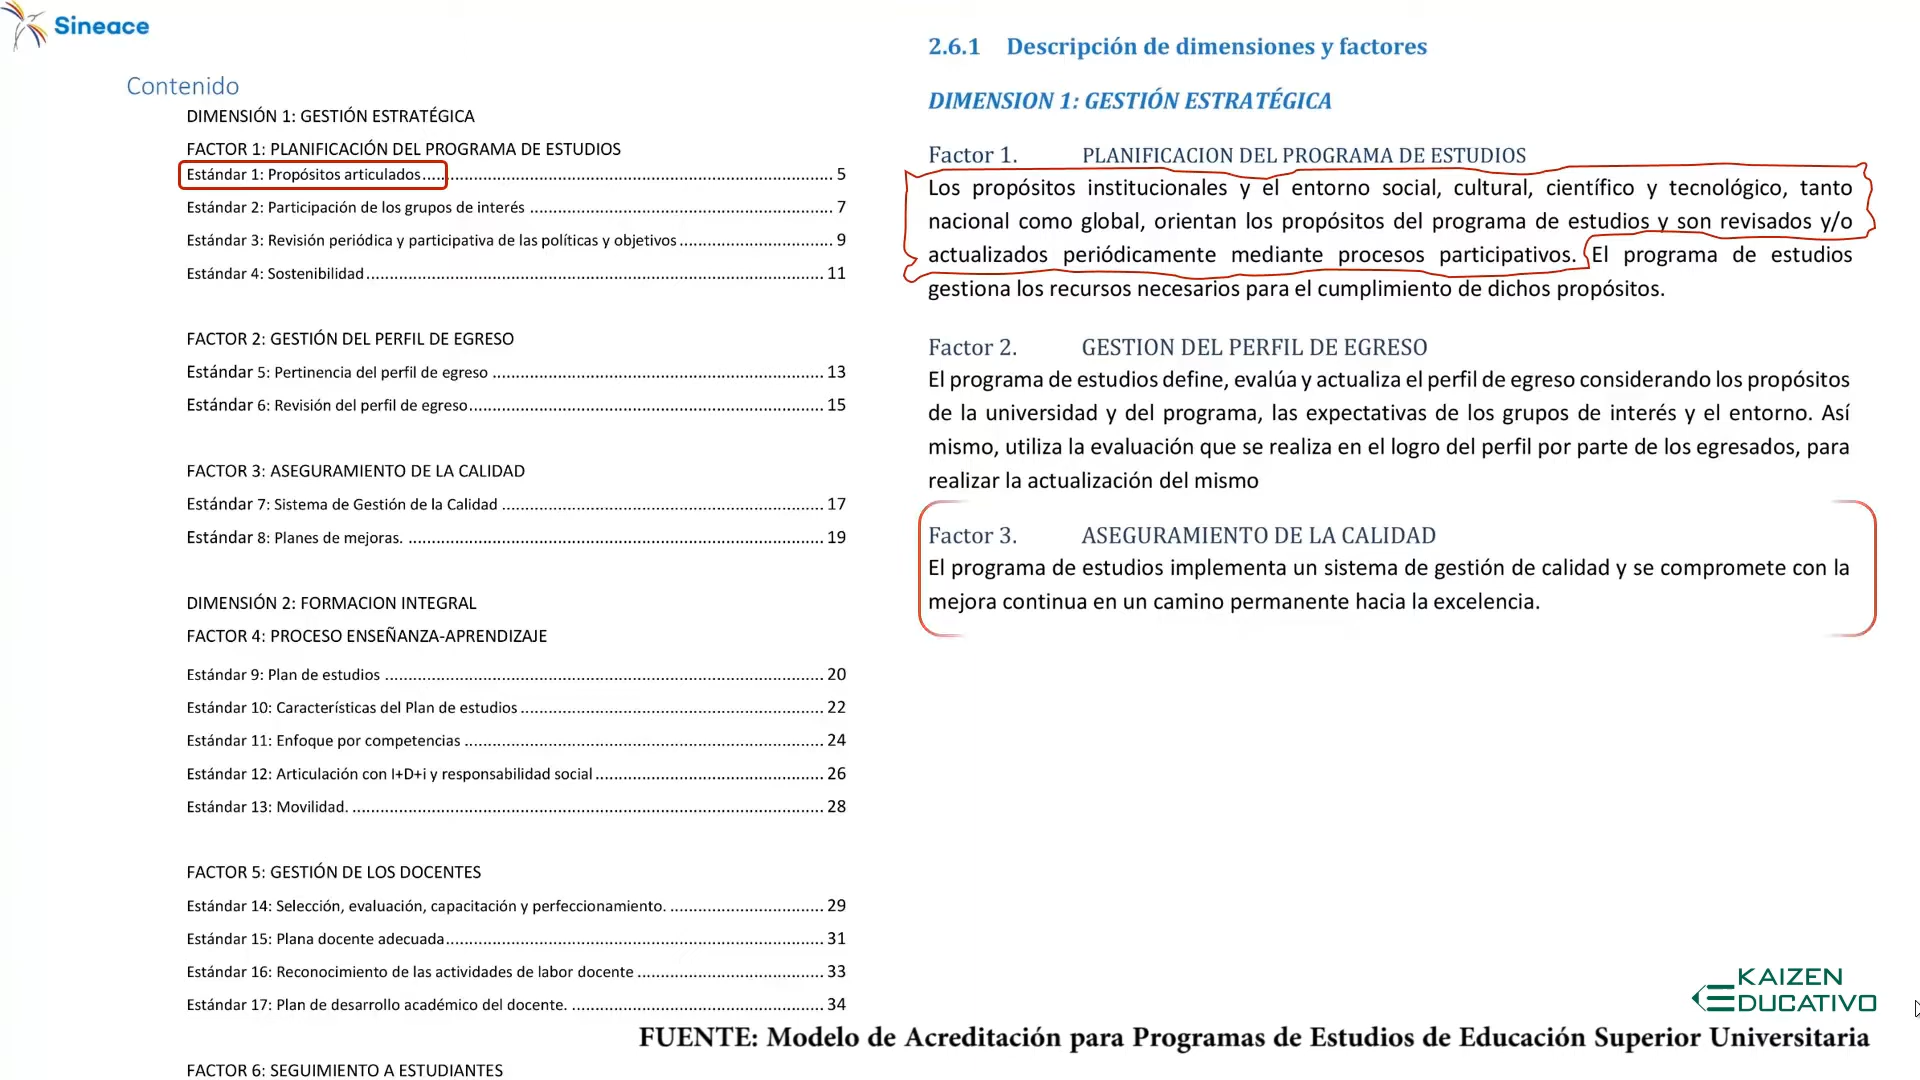 Sineace
Contenido
DIMENSIÓN 1: GESTIÓN ESTRATÉGICA
FACTOR 1: PLANIFICACIÓN DEL PROGRAMA DE ESTUDIOS
Estándar 1: Propósitos articulados 5
Estándar 2: Participación de los grupos de interés 7
Estándar 3: Revisión periódica y participativa de las políticas y objetivos 9
Estándar 4: Sostenibilidad 11
FACTOR 2: GESTIÓN DEL PERFIL DE EGRESO
Estándar 5: Pertinencia del perfil de egreso 13
Estándar 6: Revisión del perfil de egreso 15
FACTOR 3: ASEGURAMIENTO DE LA CALIDAD
Estándar 7: Sistema de Gestión de la Calidad 17
Estándar 8: Planes de mejoras. 19
DIMENSIÓN 2: FORMACION INTEGRAL
FACTOR 4: PROCESO ENSEÑANZA-APRENDIZAJE
Estándar 9: Plan de estudios 20
Estándar 10: Características del Plan de estudios 22
Estándar 11: Enfoque por competencias 24
Estándar 12: Articulación con I+D+i y responsabilidad social 26
Estándar 13: Movilidad. 28
FACTOR 5: GESTIÓN DE LOS DOCENTES
Estándar 14: Selección, evaluación, capacitación y perfeccionamiento. 29
Estándar 15: Plana docente adecuada 31
Estándar 16: Reconocimiento de las actividades de labor docente 33
Estándar 17: Plan de desarrollo académico del docente. 34
FACTOR 6: SEGUIMIENTO A ESTUDIANTES
2.6.1 Descripción de dimensiones y factores
DIMENSION 1: GESTIÓN ESTRATÉGICA
Factor 1. PLANIFICACION DEL PROGRAMA DE ESTUDIOS
Los propósitos institucionales y el entorno social, cultural, científico y tecnológico, tanto
nacional como global, orientan los propósitos del programa de estudios y son revisados y/o
actualizados periódicamente mediante procesos participativos. El programa de estudios
gestiona los recursos necesarios para el cumplimiento de dichos propósitos.
Factor 2. GESTION DEL PERFIL DE EGRESO
El programa de estudios define, evalúa y actualiza el perfil de egreso considerando los propósitos
de la universidad y del programa, las expectativas de los grupos de interés y el entorno. Así
mismo, utiliza la evaluación que se realiza en el logro del perfil por parte de los egresados, para
realizar la actualización del mismo
Factor 3. ASEGURAMIENTO DE LA CALIDAD
El programa de estudios implementa un sistema de gestión de calidad y se compromete con la
mejora continua en un camino permanente hacia la excelencia.
KAIZEN
EDUCATIVO
FUENTE: Modelo de Acreditación para Programas de Estudios de Educación Superior Universitaria